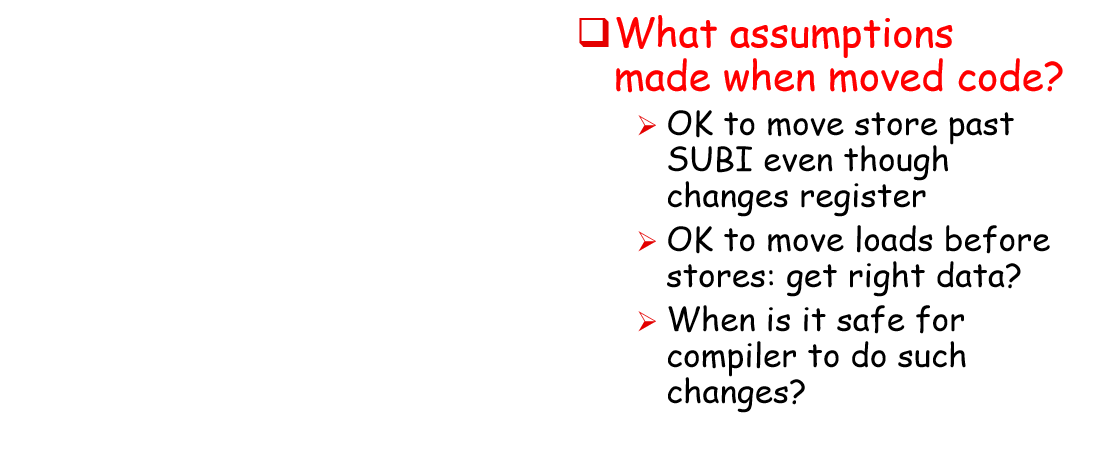 ❑What assumptions
made when moved code?
➢ OK to move store past
SUBI even though
changes register
➢ OK to move loads before
stores: get right data?
➢ When is it safe for
compiler to do such
changes?